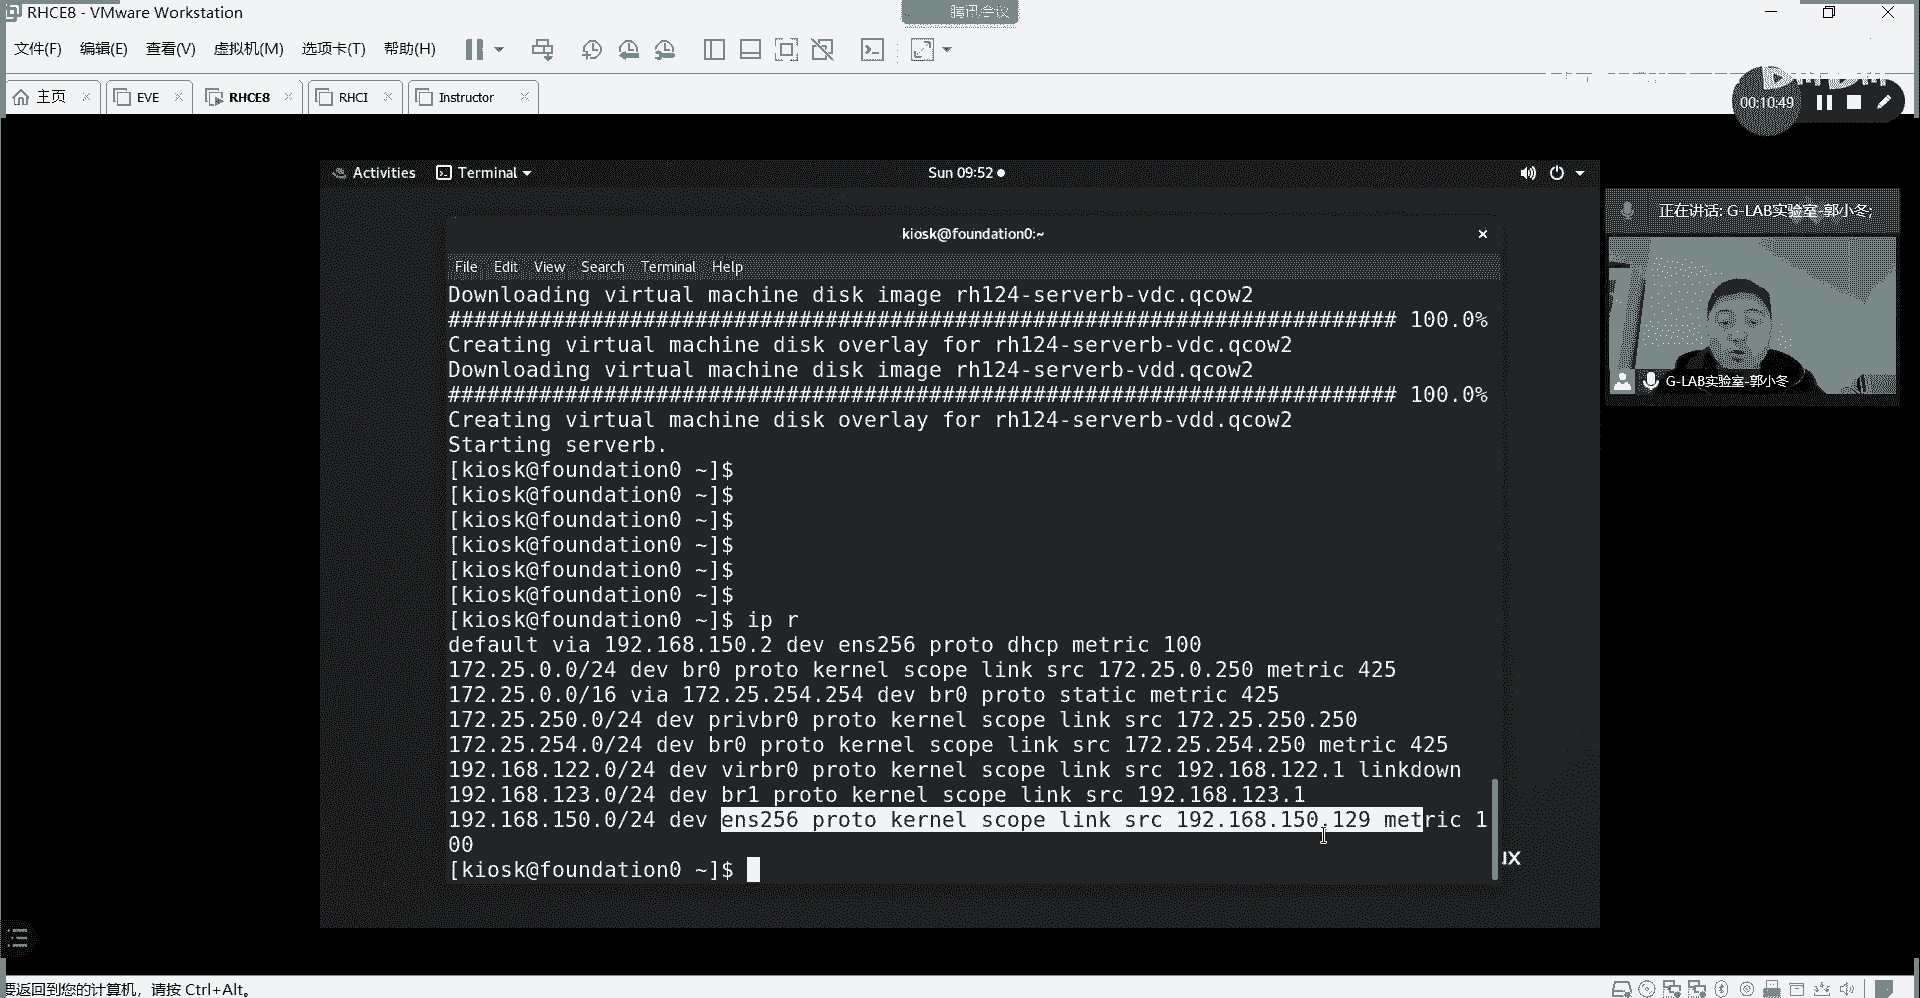 RHCE8 - VMware Workstation
腾讯会议
文件(F) 编辑(E) 查看(V) 虚拟机(M) 选项卡(T) 帮助(H)
主页 EVE RHCE8 RHCI Instructor
00:10:49
Activities Terminal Sun 09:52
正在讲话: G-LAB实验室-郭小冬;
kiosk@foundation0:~
File Edit View Search Terminal Help
Downloading virtual machine disk image rh124-serverb-vdc.qcow2
######################################################################### 100.0%
Creating virtual machine disk overlay for rh124-serverb-vdc.qcow2
Downloading virtual machine disk image rh124-serverb-vdd.qcow2
######################################################################### 100.0%
G-LAB实验室-郭小冬
Creating virtual machine disk overlay for rh124-serverb-vdd.qcow2
Starting serverb.
[kiosk@foundation0 ~]$
[kiosk@foundation0 ~]$
[kiosk@foundation0 ~]$
[kiosk@foundation0 ~]$
[kiosk@foundation0 ~]$
[kiosk@foundation0 ~]$
[kiosk@foundation0 ~]$ ip r
default via 192.168.150.2 dev ens256 proto dhcp metric 100
172.25.0.0/24 dev br0 proto kernel scope link src 172.25.0.250 metric 425
172.25.0.0/16 via 172.25.254.254 dev br0 proto static metric 425
172.25.250.0/24 dev privbr0 proto kernel scope link src 172.25.250.250
172.25.254.0/24 dev br0 proto kernel scope link src 172.25.254.250 metric 425
192.168.122.0/24 dev virbr0 proto kernel scope link src 192.168.122.1 linkdown
192.168.123.0/24 dev br1 proto kernel scope link src 192.168.123.1
192.168.150.0/24 dev ens256 proto kernel scope link src 192.168.150.129 metric 1
00
[kiosk@foundation0 ~]$
要返回到您的计算机，请按 Ctrl+Alt。